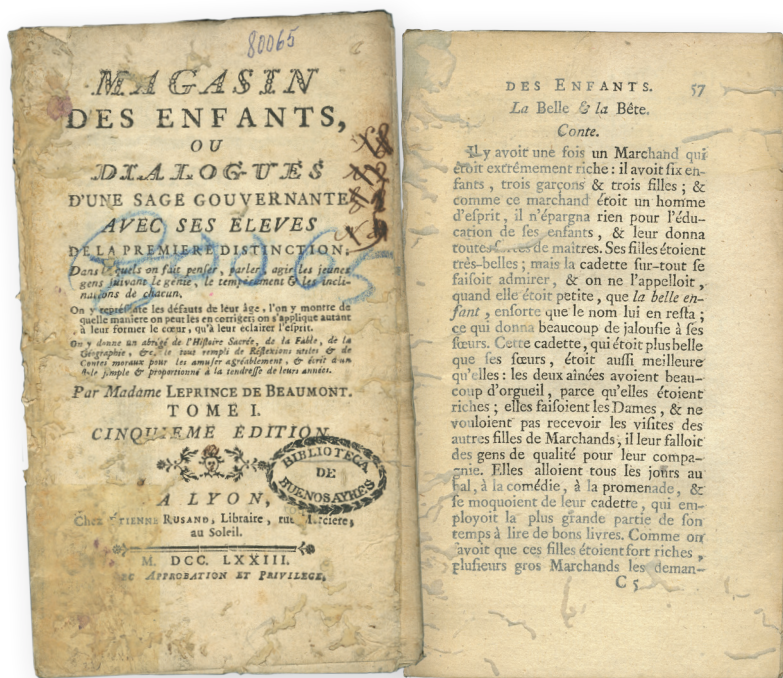 80065
MAGASIN
DES ENFANTS,
OU
DIALOGUES
D'UNE SAGE GOUVERNANTE
AVEC SES ELEVES
DE LA PREMIERE DISTINCTION.
Dans lesquels on fait penser, parler, agir les jeunes
gens suivant le génie, le tempérament & les incli-
nations de chacun.
On y représente les défauts de leur âge, l'on y montre de
quelle maniere on peut les en corriger: on s'applique autant
à leur former le cœur, qu'à leur eclairer l'esprit.
On y donne un abrégé de l'Histoire Sacrée, de la Fable, de la
Géographie, &c. le tout rempli de Réflexions utiles & de
Contes moraux pour les amuser agréablement, & écrit d'un
stile simple & proportionné à la tendresse de leurs années.
Par Madame LEPRINCE DE BEAUMONT.
TOME I.
CINQUIEME ÉDITION
BIBLIOTECA
DE
BUENOS AYRES
A LYON,
Chez ETIENNE RUSAND, Libraire, rue Merciere,
au Soleil.
M. DCC. LXXIII.
APPROBATION ET PRIVILEGE.
DES ENFANTS. 57
La Belle & la Bête.
Conte.
Il y avoit une fois un Marchand qui
étoit extrêmement riche : il avoit ſix en-
fants, trois garçons & trois filles ; &
comme ce marchand étoit un homme
d'eſprit, il n'épargna rien pour l'édu-
cation de ſes enfants, & leur donna
toutes ſortes de maitres. Ses filles étoient
très-belles ; mais la cadette ſur-tout ſe
faiſoit admirer, & on ne l'appelloit,
quand elle étoit petite, que la belle en-
fant, enſorte que le nom lui en reſta ;
ce qui donna beaucoup de jalouſie à ſes
ſœurs. Cette cadette, qui étoit plus belle
que ſes ſœurs, étoit auſſi meilleure
qu'elles : les deux aînées avoient beau-
coup d'orgueil, parce qu'elles étoient
riches ; elles faiſoient les Dames, & ne
vouloient pas recevoir les viſites des
autres filles de Marchands ; il leur falloit
des gens de qualité pour leur compa-
gnie. Elles alloient tous les jours au
bal, à la comédie, à la promenade, &
ſe moquoient de leur cadette, qui em-
ployoit la plus grande partie de ſon
temps à lire de bons livres. Comme on
ſavoit que ces filles étoient fort riches,
pluſieurs gros Marchands les deman-
C 5